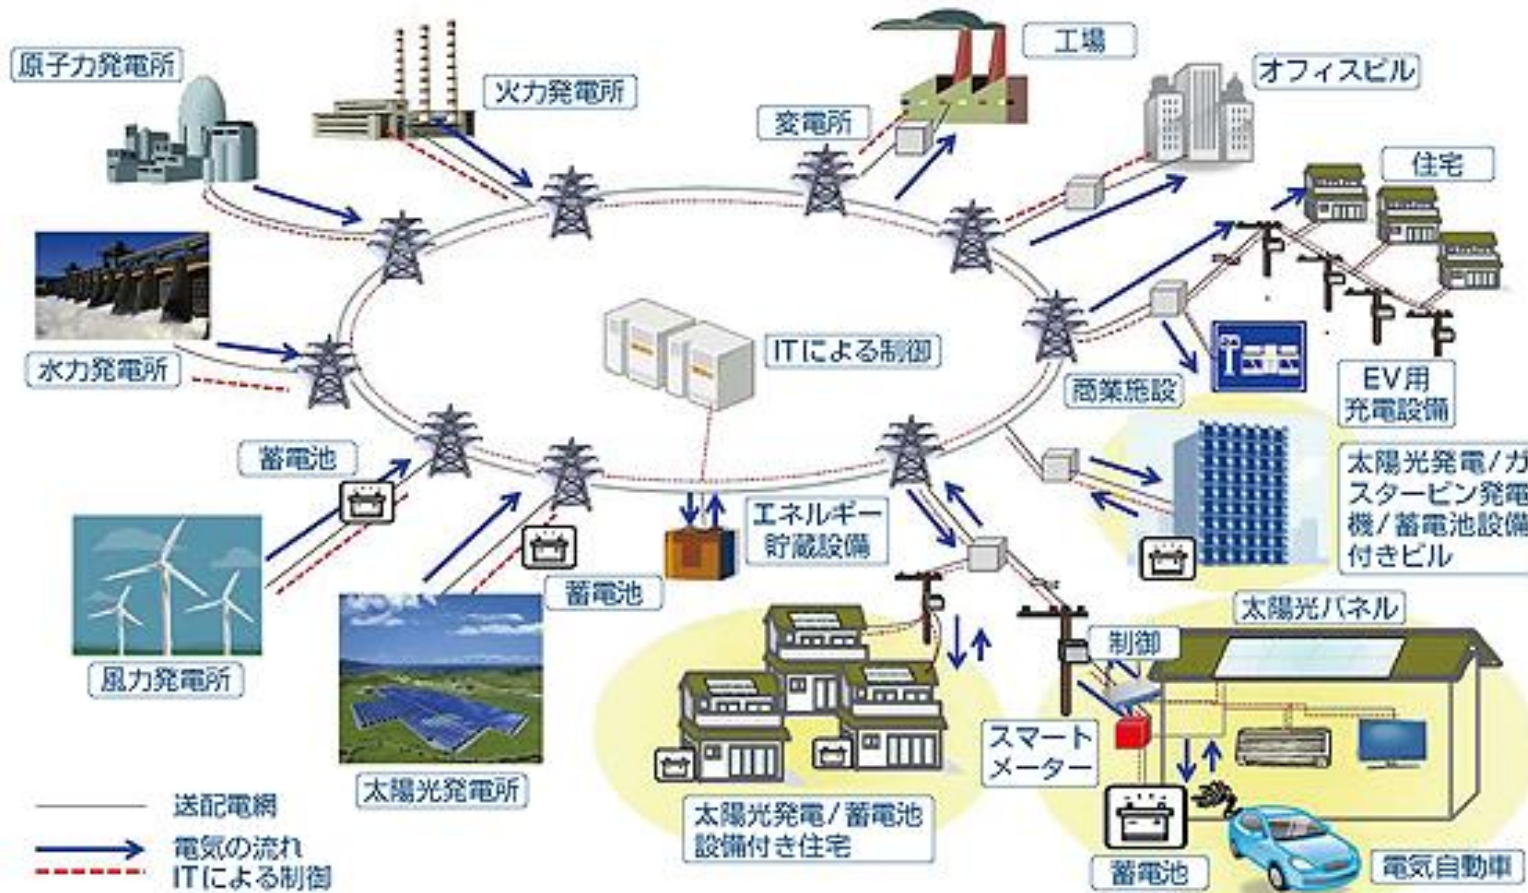 原子力発電所
火力発電所
工場
オフィスビル
変電所
住宅
水力発電所
ITによる制御
商業施設
EV用
充電設備
蓄電池
エネルギー
貯蔵設備
太陽光発電/ガ
スタービン発電
機/蓄電池設備
付きビル
蓄電池
太陽光パネル
制御
風力発電所
スマート
メーター
太陽光発電所
太陽光発電/蓄電池
設備付き住宅
蓄電池
電気自動車
送配電網
電気の流れ
ITによる制御